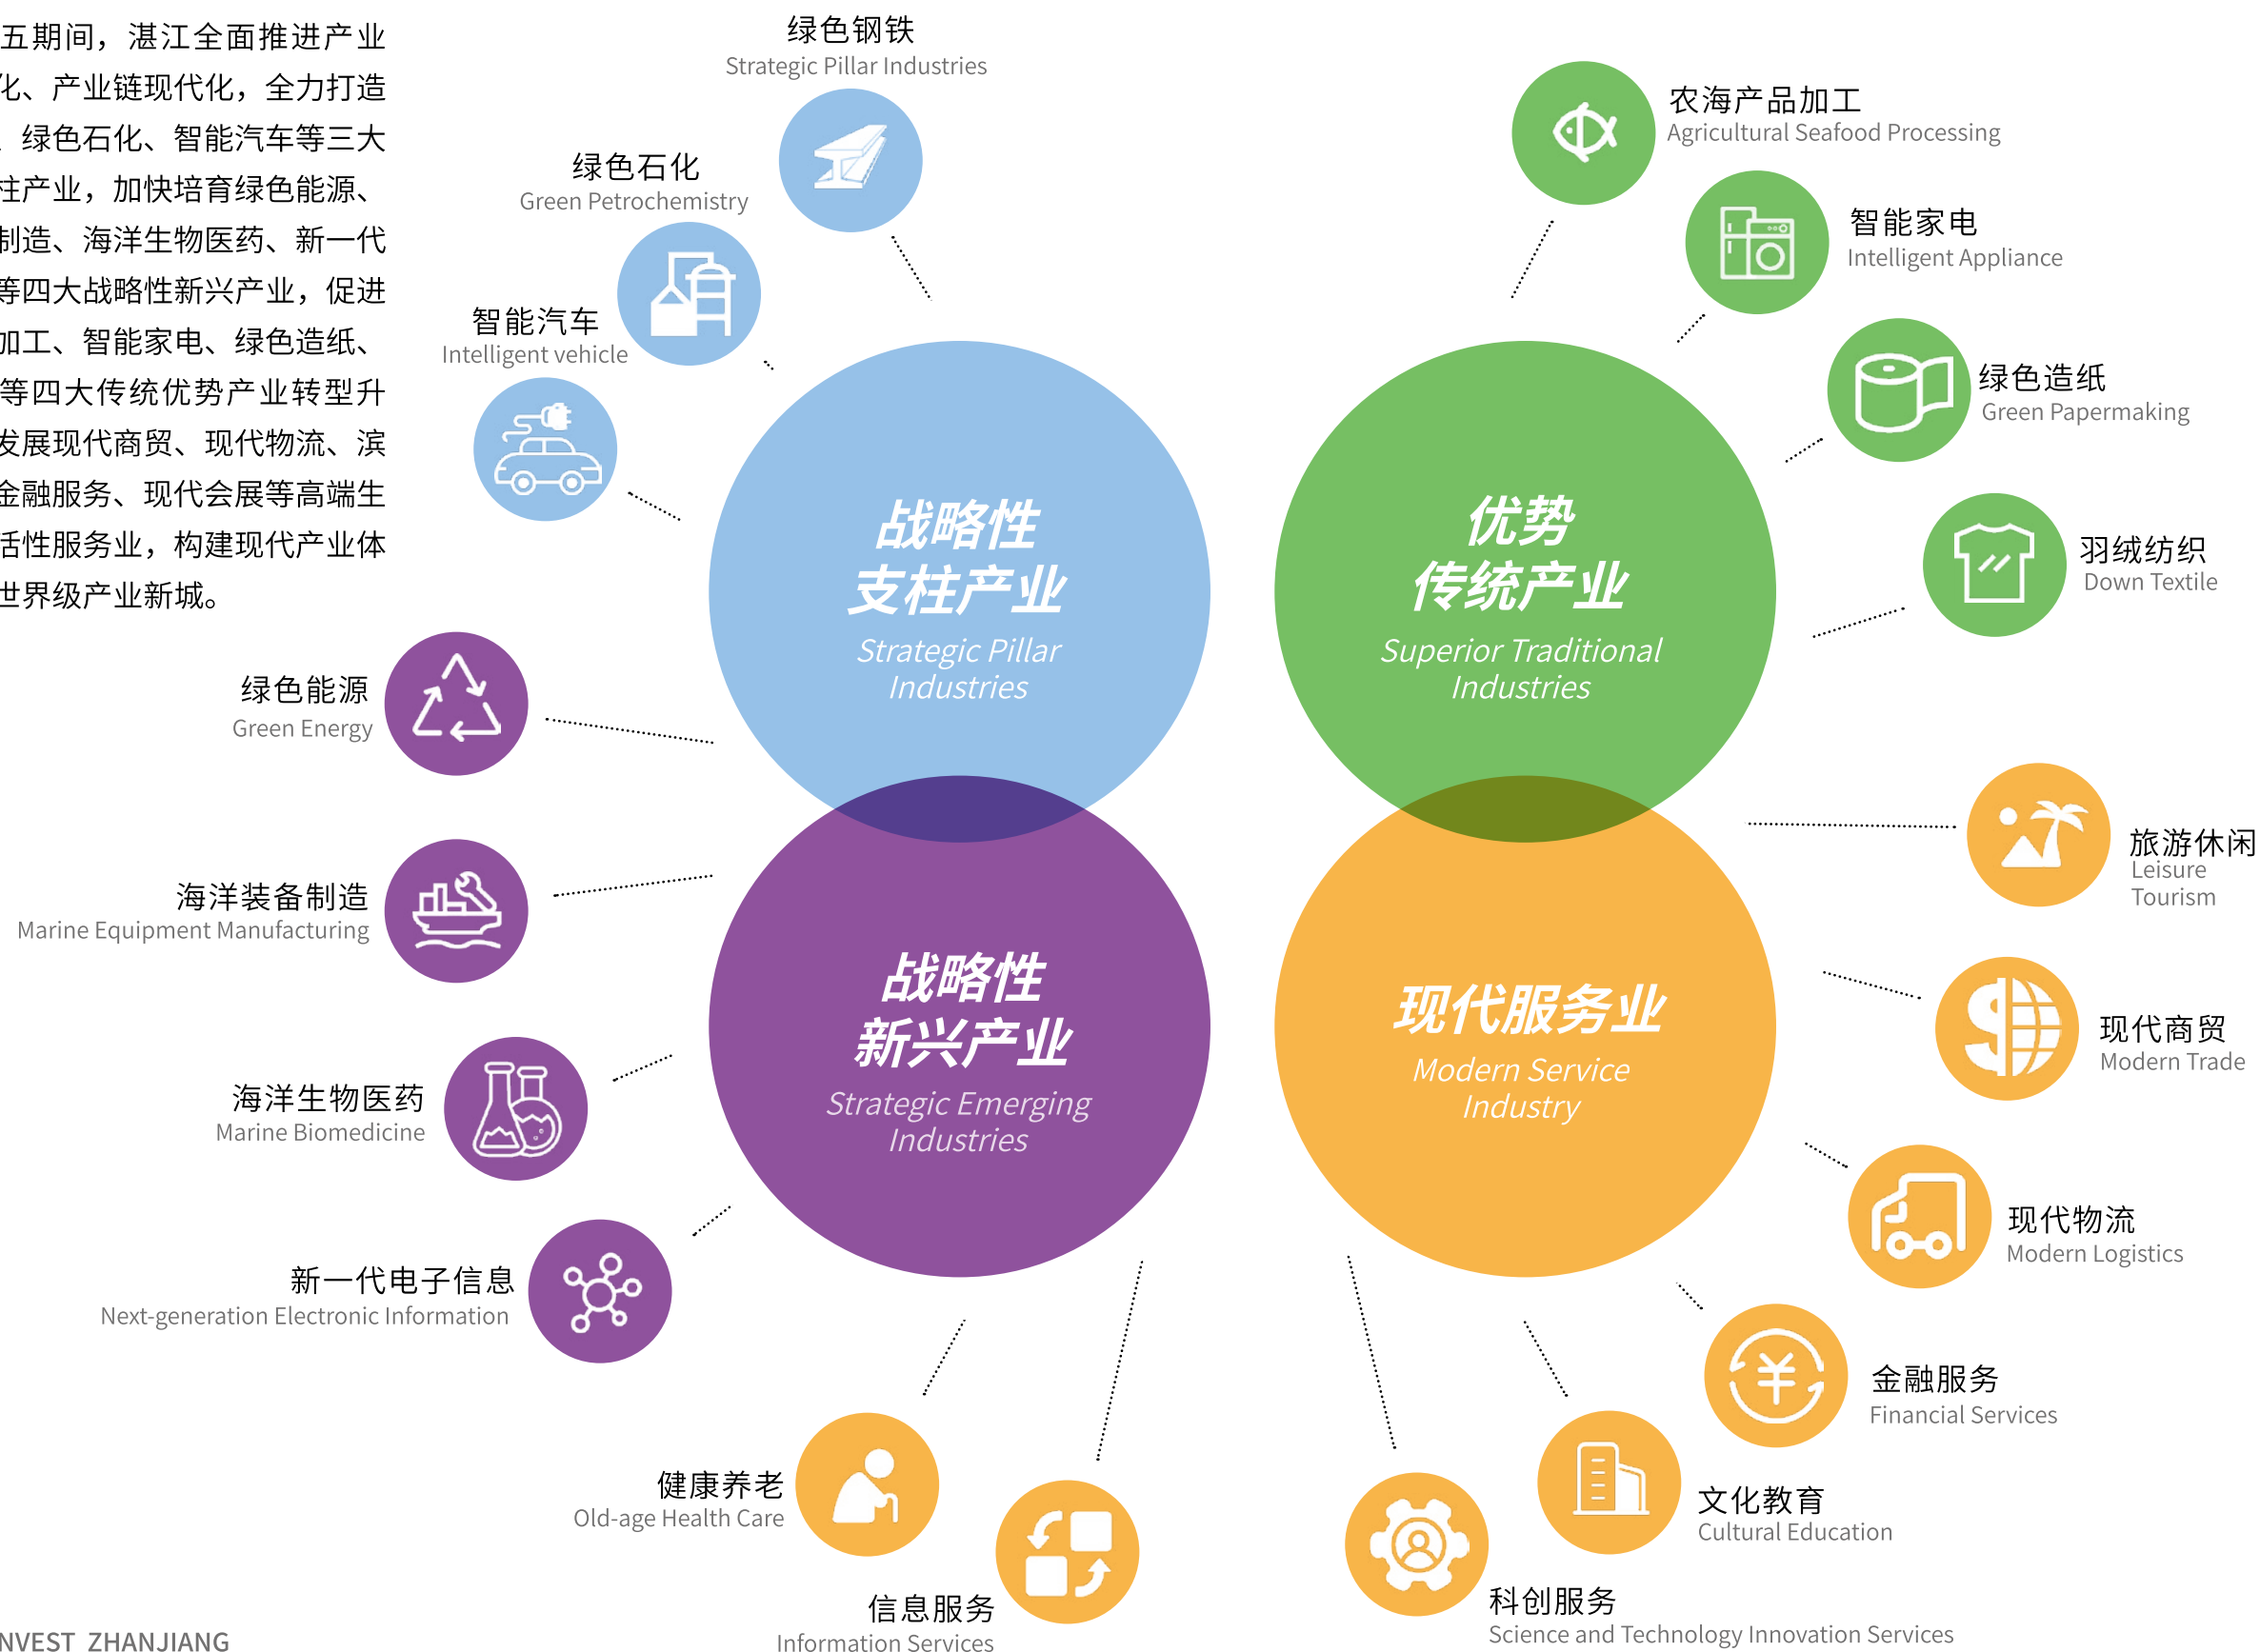 五期间，湛江全面推进产业
化、产业链现代化，全力打造
、绿色石化、智能汽车等三大
柱产业，加快培育绿色能源、
制造、海洋生物医药、新一代
等四大战略性新兴产业，促进
加工、智能家电、绿色造纸、
等四大传统优势产业转型升
发展现代商贸、现代物流、滨
金融服务、现代会展等高端生
活性服务业，构建现代产业体
世界级产业新城。
绿色钢铁
Strategic Pillar Industries
绿色石化
Green Petrochemistry
智能汽车
Intelligent vehicle
战略性
支柱产业
Strategic Pillar
Industries
农海产品加工
Agricultural Seafood Processing
智能家电
Intelligent Appliance
绿色造纸
Green Papermaking
羽绒纺织
Down Textile
优势
传统产业
Superior Traditional
Industries
绿色能源
Green Energy
海洋装备制造
Marine Equipment Manufacturing
海洋生物医药
Marine Biomedicine
新一代电子信息
Next-generation Electronic Information
战略性
新兴产业
Strategic Emerging
Industries
现代服务业
Modern Service
Industry
旅游休闲
Leisure
Tourism
现代商贸
Modern Trade
现代物流
Modern Logistics
金融服务
Financial Services
文化教育
Cultural Education
科创服务
Science and Technology Innovation Services
健康养老
Old-age Health Care
信息服务
Information Services
NVEST ZHANJIANG